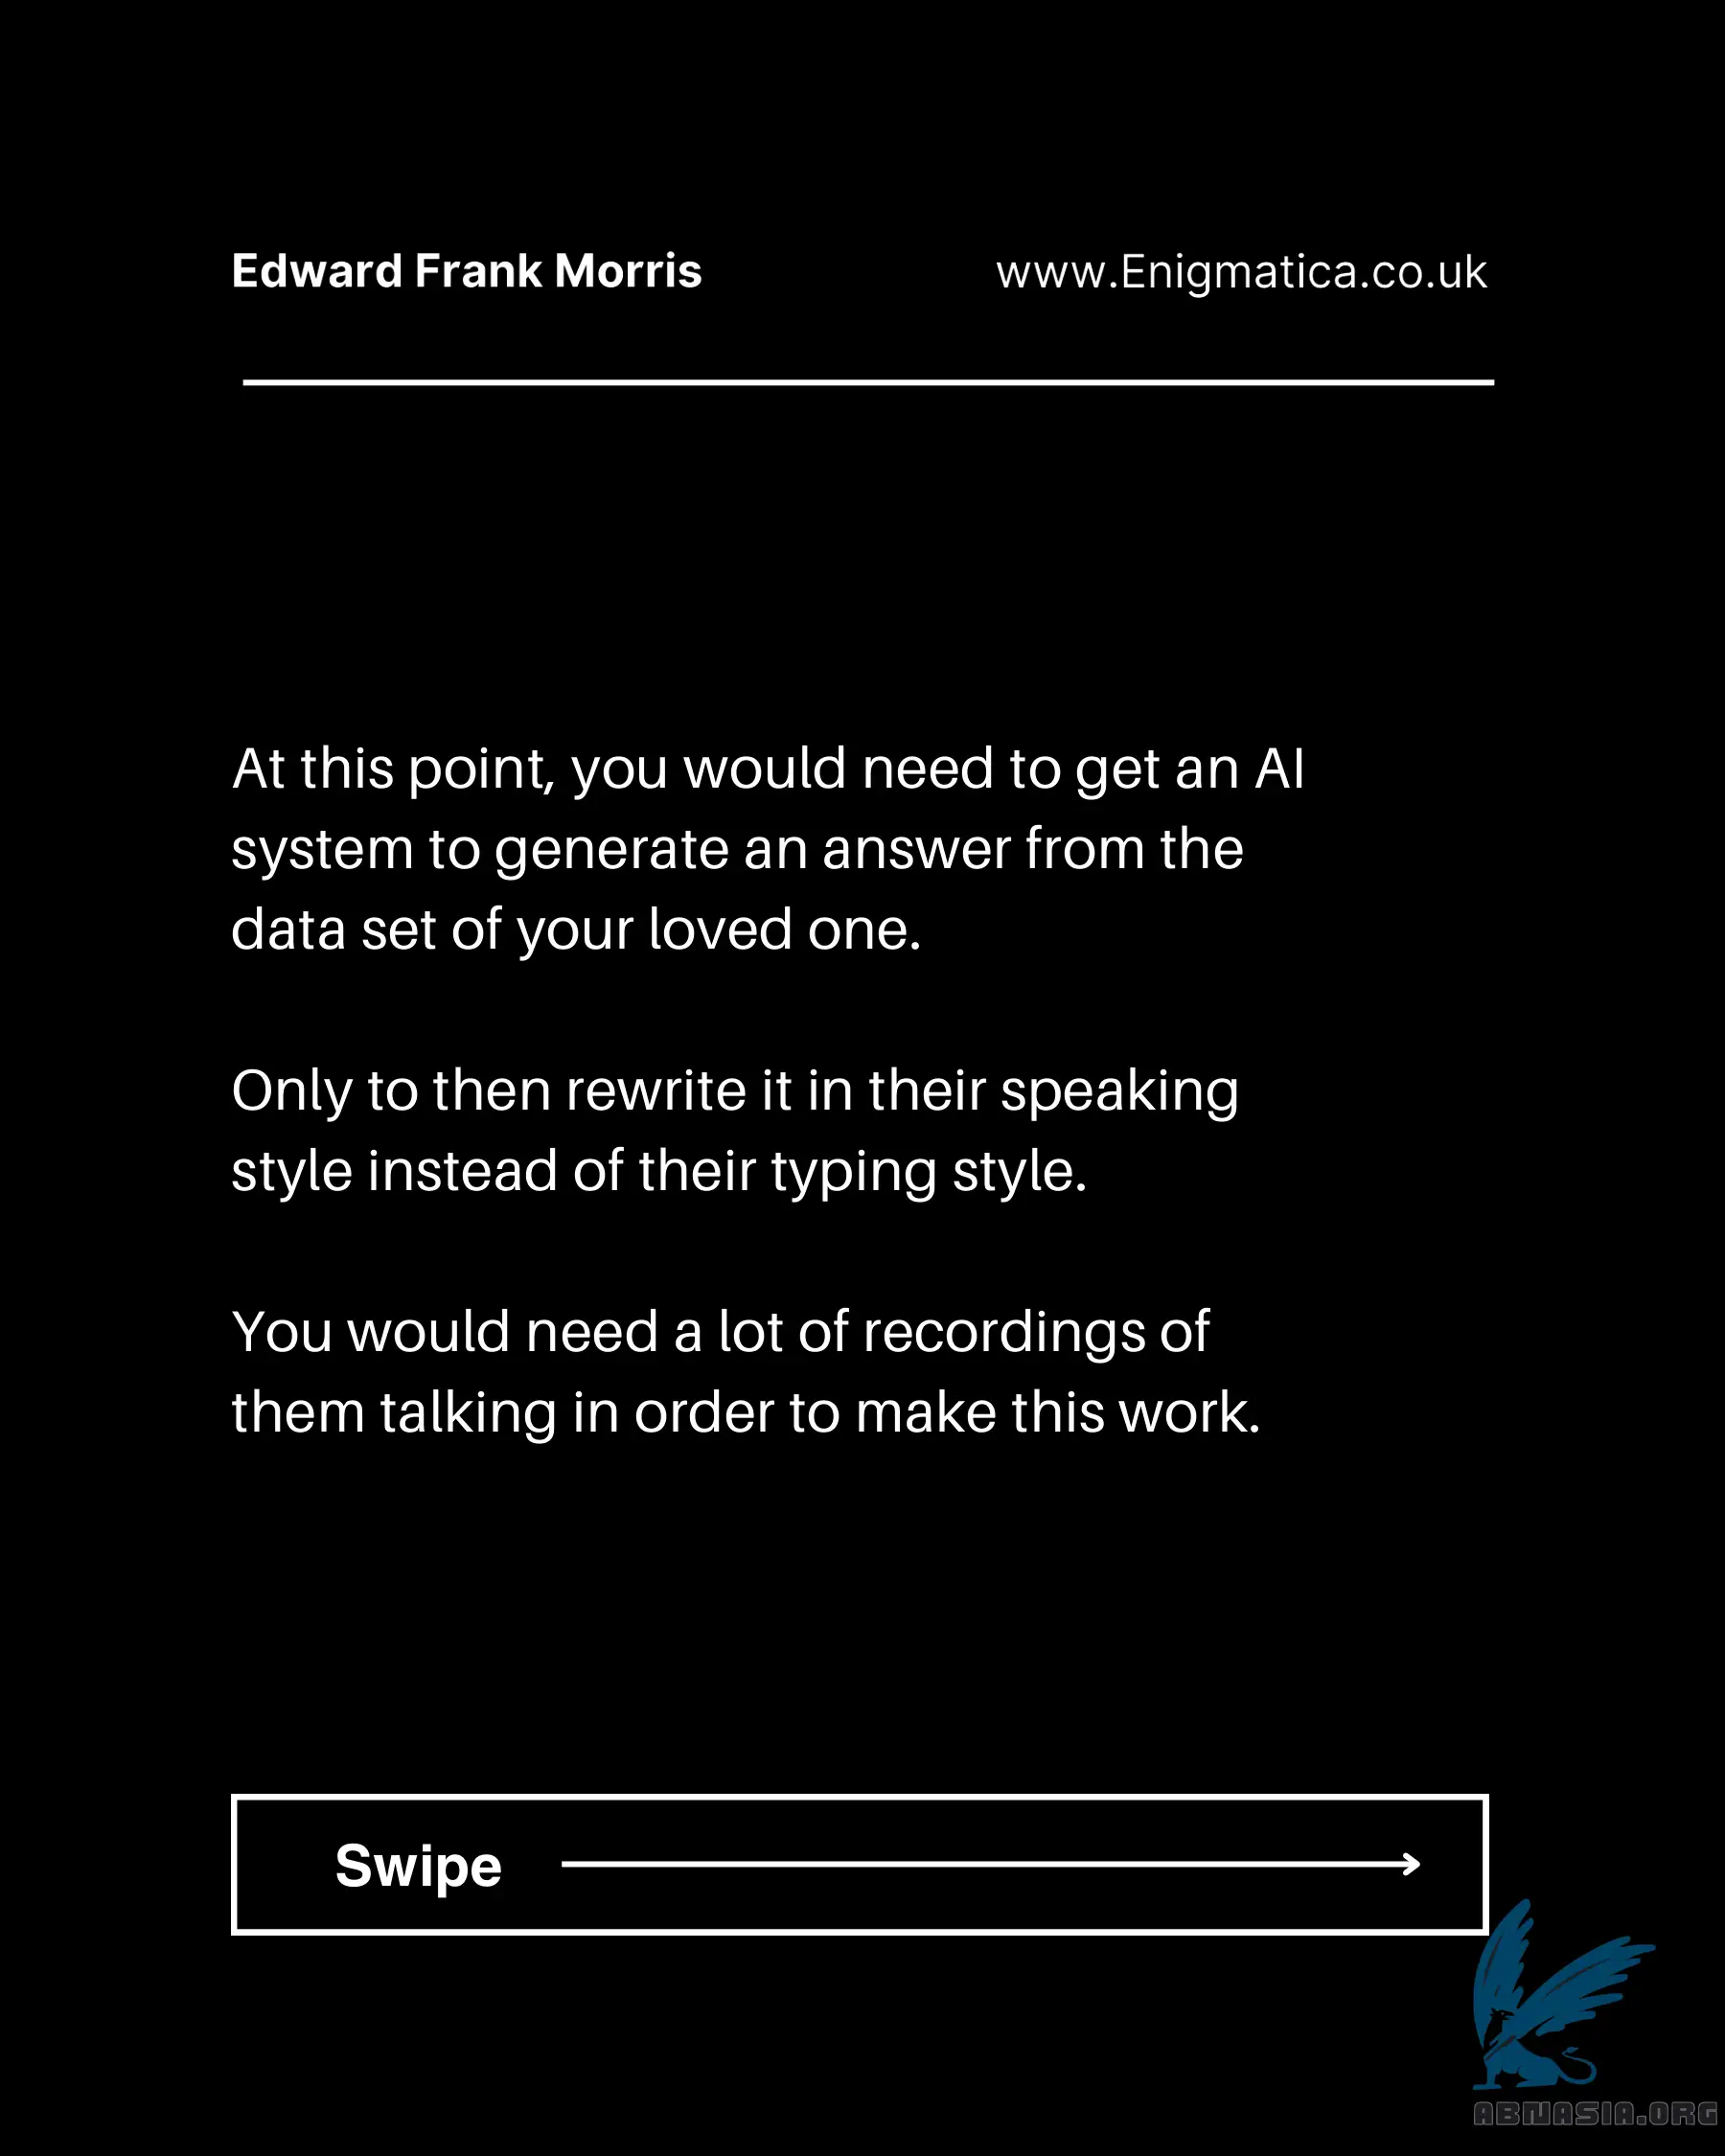 Edward Frank Morris
www.Enigmatica.co.uk
At this point, you would need to get an AI
system to generate an answer from the
data set of your loved one.
Only to then rewrite it in their speaking
style instead of their typing style.
You would need a lot of recordings of
them talking in order to make this work.
Swipe
ABNASIA.ORG